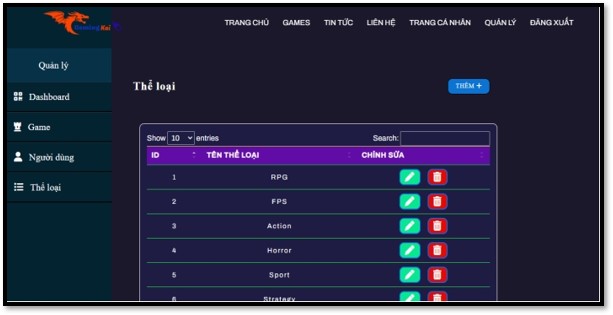 Gaming Kai
TRANG CHỦ GAMES TIN TỨC LIÊN HỆ TRANG CÁ NHÂN QUẢN LÝ ĐĂNG XUẤT
Quản lý
Dashboard
Game
Người dùng
Thể loại
Thể loại
THÊM +
Show 10 entries Search:
ID TÊN THỂ LOẠI CHỈNH SỬA
1 RPG
2 FPS
3 Action
4 Horror
5 Sport
6 Strategy